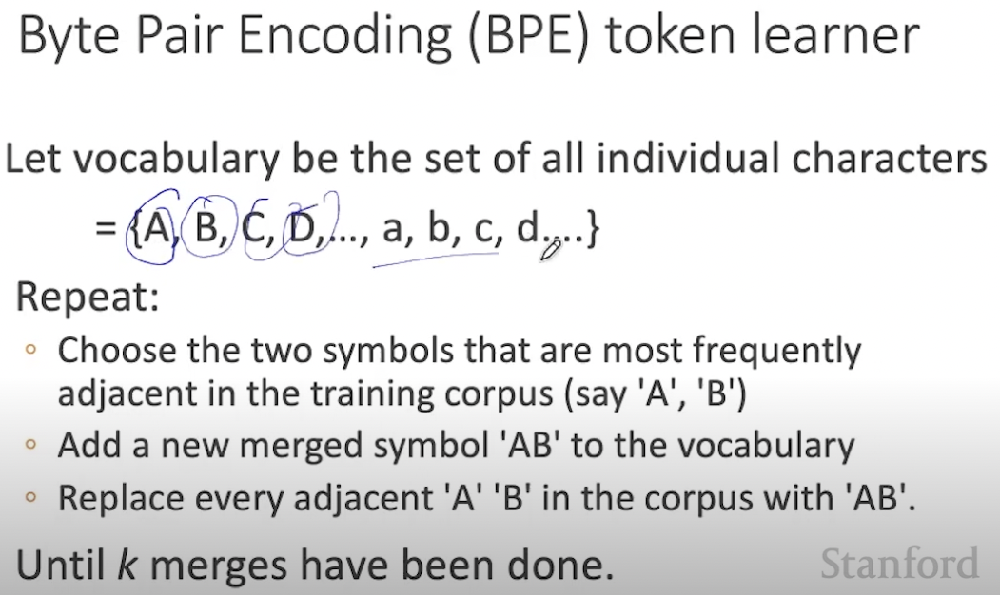 Byte Pair Encoding (BPE) token learner
Let vocabulary be the set of all individual characters
= {A, B, C, D,…, a, b, c, d….}
Repeat:
◦ Choose the two symbols that are most frequently
adjacent in the training corpus (say 'A', 'B')
◦ Add a new merged symbol 'AB' to the vocabulary
◦ Replace every adjacent 'A' 'B' in the corpus with 'AB'.
Until k merges have been done.
Stanford